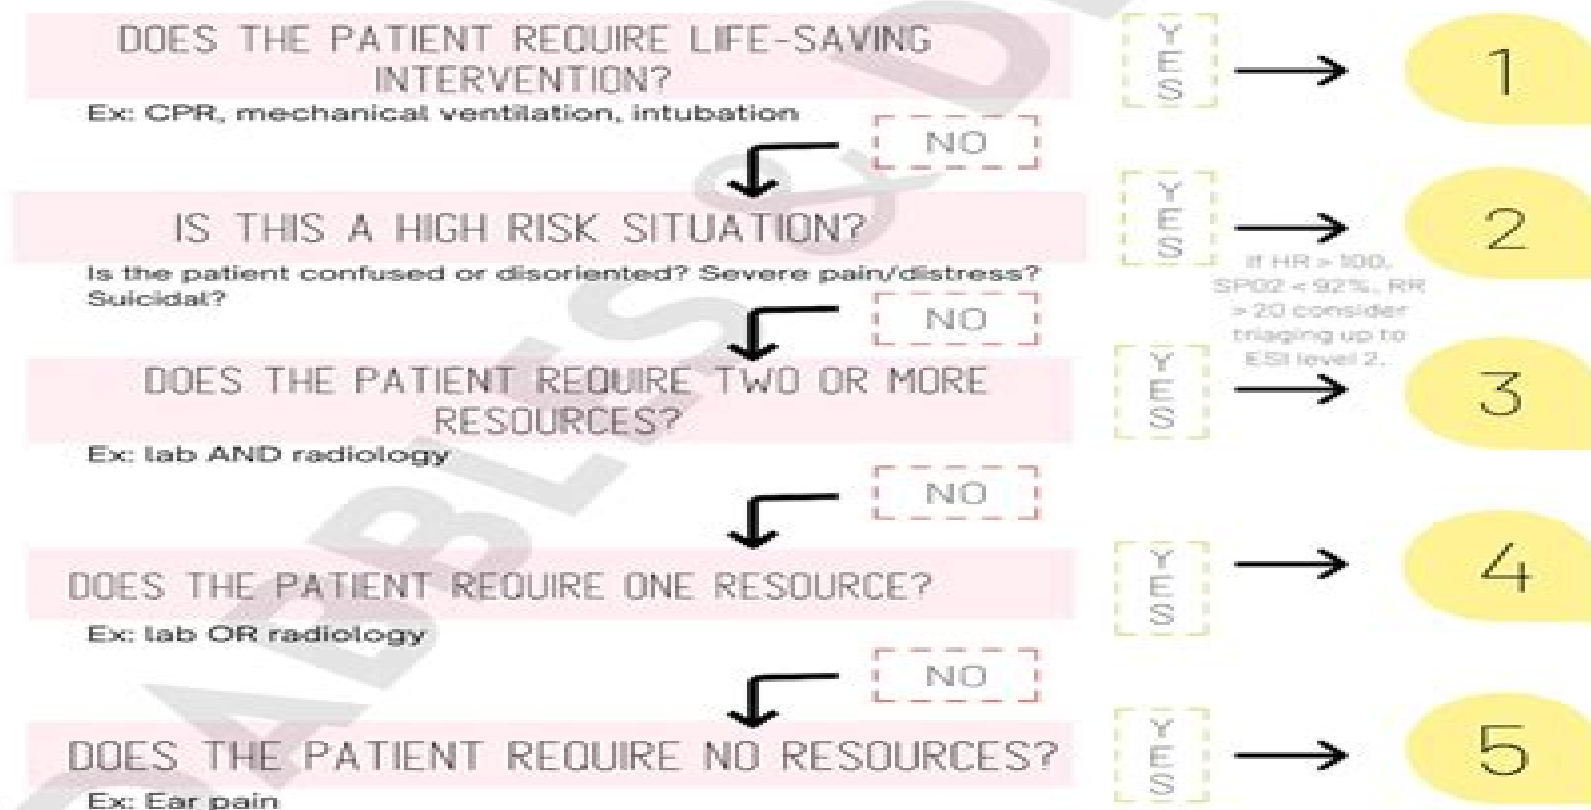 DOES THE PATIENT REQUIRE LIFE-SAVING
INTERVENTION?
YES
1
Ex: CPR, mechanical ventilation, intubation
NO
IS THIS A HIGH RISK SITUATION?
YES
2
Is the patient confused or disoriented? Severe pain/distress?
Suicidal?
If HR > 100,
SPO2 < 92%, RR
> 20 consider
triaging up to
ESI level 2.
NO
DOES THE PATIENT REQUIRE TWO OR MORE
RESOURCES?
YES
3
Ex: lab AND radiology
NO
DOES THE PATIENT REQUIRE ONE RESOURCE?
YES
4
Ex: lab OR radiology
NO
DOES THE PATIENT REQUIRE NO RESOURCES?
YES
5
Ex: Ear pain
DABBLES & D